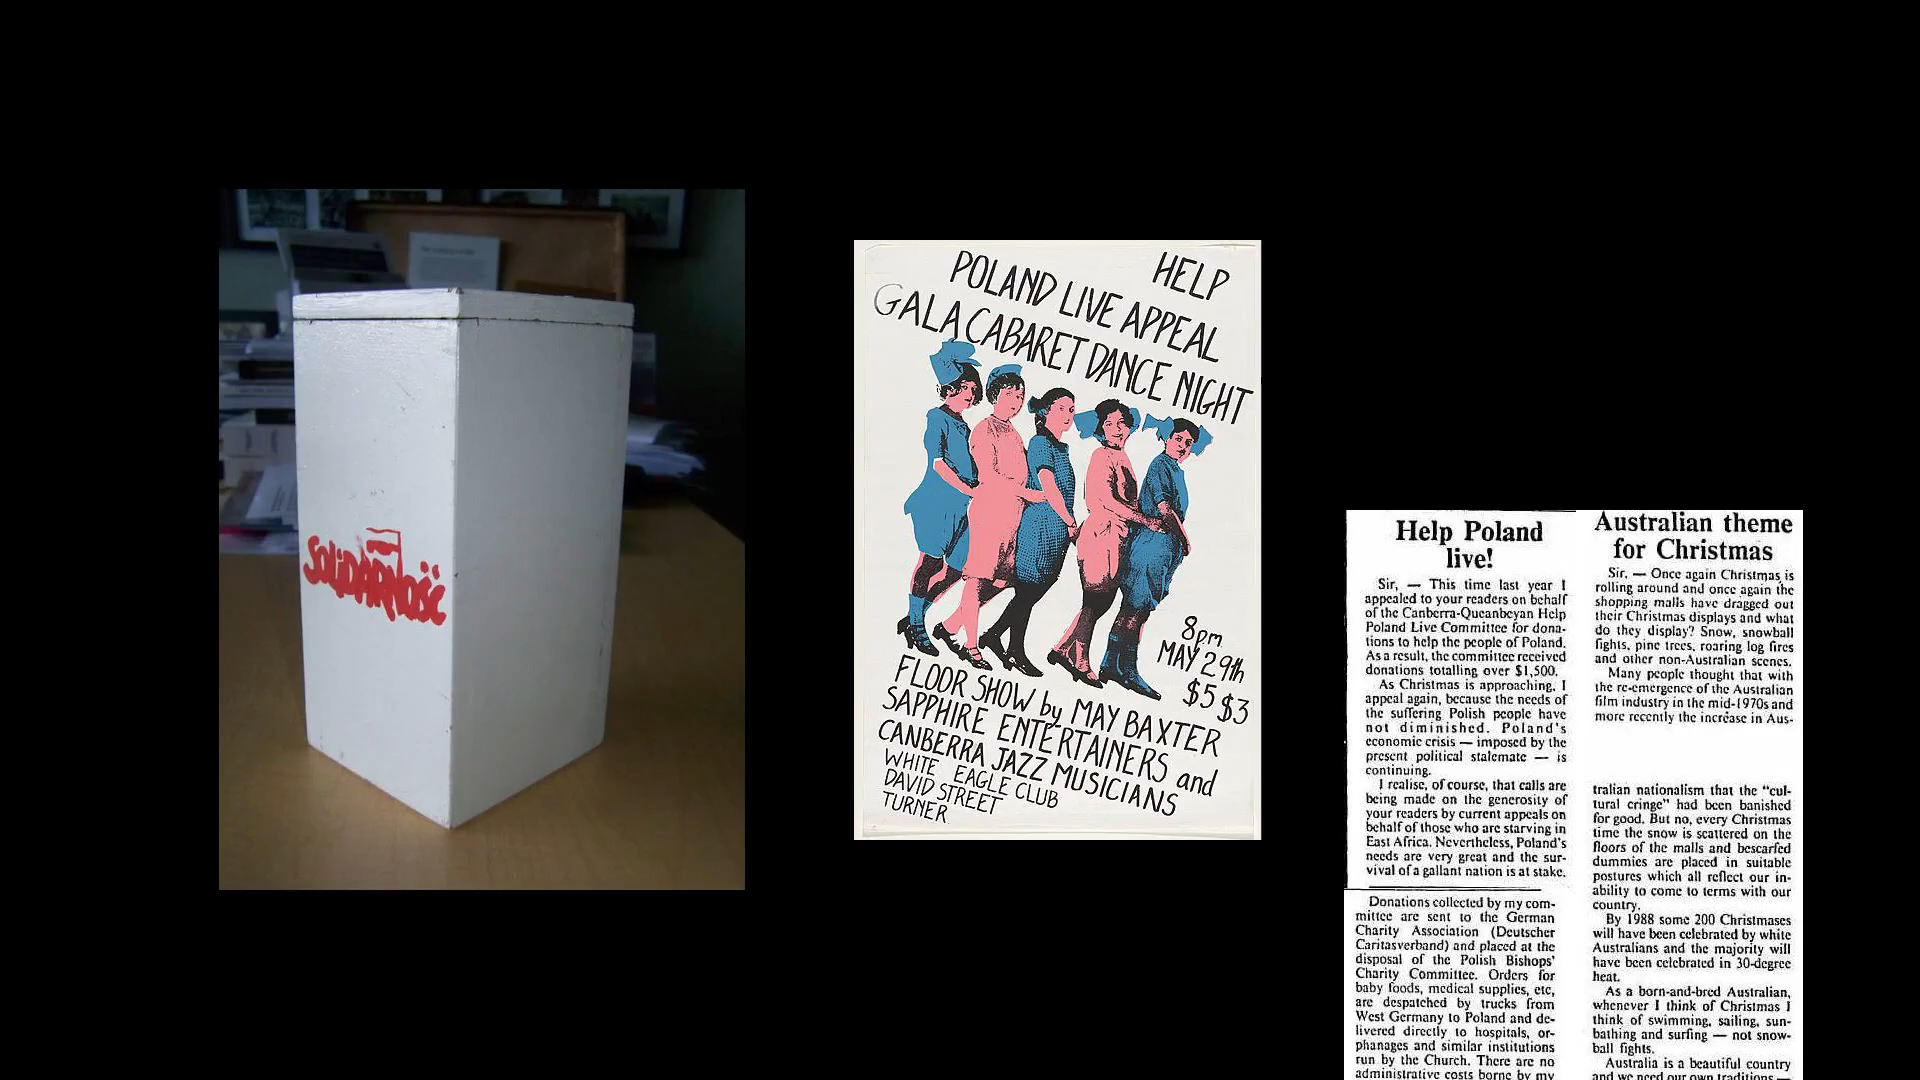 SOLIDARNOŚĆ
HELP
POLAND LIVE APPEAL
GALA CABARET DANCE NIGHT
8pm
MAY 29th
$5 $3
FLOOR SHOW by MAY BAXTER
SAPPHIRE ENTERTAINERS and
CANBERRA JAZZ MUSICIANS
WHITE EAGLE CLUB
DAVID STREET
TURNER
Help Poland
live!
Sir, — This time last year I
appealed to your readers on behalf
of the Canberra-Queanbeyan Help
Poland Live Committee for dona-
tions to help the people of Poland.
As a result, the committee received
donations totalling over $1,500.
As Christmas is approaching, I
appeal again, because the needs of
the suffering Polish people have
not diminished. Poland's
economic crisis — imposed by the
present political stalemate — is
continuing.
I realise, of course, that calls are
being made on the generosity of
your readers by current appeals on
behalf of those who are starving in
East Africa. Nevertheless, Poland's
needs are very great and the sur-
vival of a gallant nation is at stake.
Donations collected by my com-
mittee are sent to the German
Charity Association (Deutscher
Caritasverband) and placed at the
disposal of the Polish Bishops'
Charity Committee. Orders for
baby foods, medical supplies, etc,
are despatched by trucks from
West Germany to Poland and de-
livered directly to hospitals, or-
phanages and similar institutions
run by the Church. There are no
administrative costs borne by my
Australian theme
for Christmas
Sir, — Once again Christmas is
rolling around and once again the
shopping malls have dragged out
their Christmas displays and what
do they display? Snow, snowball
fights, pine trees, roaring log fires
and other non-Australian scenes.
Many people thought that with
the re-emergence of the Australian
film industry in the mid-1970s and
more recently the increase in Aus-
tralian nationalism that the "cul-
tural cringe" had been banished
for good. But no, every Christmas
time the snow is scattered on the
floors of the malls and bescarfed
dummies are placed in suitable
postures which all reflect our in-
ability to come to terms with our
country.
By 1988 some 200 Christmases
will have been celebrated by white
Australians and the majority will
have been celebrated in 30-degree
heat.
As a born-and-bred Australian,
whenever I think of Christmas I
think of swimming, sailing, sun-
bathing and surfing — not snow-
ball fights.
Australia is a beautiful country
and we need our own traditions —